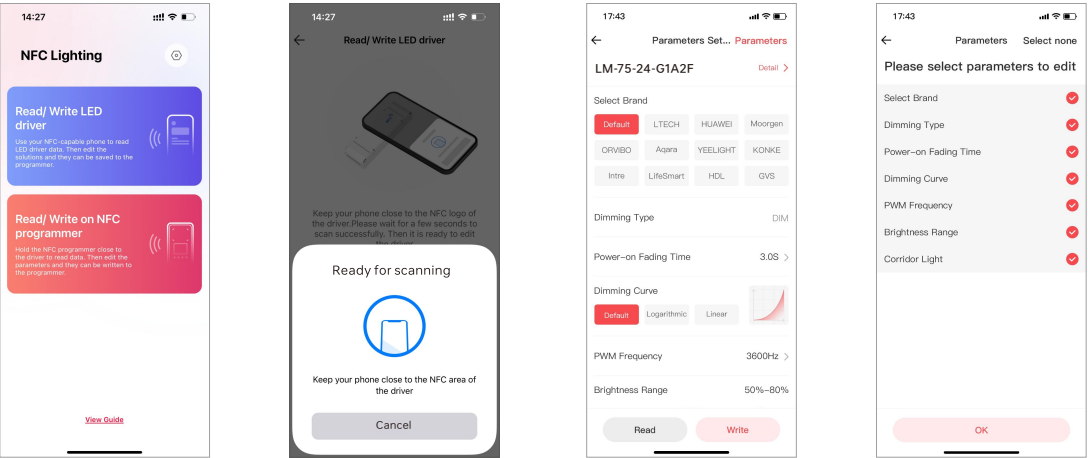 14:27
NFC Lighting
Read/ Write LED
driver
Use your NFC-capable phone to read
LED driver data. Then edit the
solutions and they can be saved to the
programmer.
Read/ Write on NFC
programmer
Hold the NFC programmer close to
the driver to read data. Then edit the
parameters and they can be written to
the programmer.
View Guide
14:27
Read/ Write LED driver
Keep your phone close to the NFC logo of
the driver.Please wait for a few seconds to
scan successfully. Then it is ready to edit
the driver
Ready for scanning
Keep your phone close to the NFC area of
the driver
Cancel
17:43
Parameters Set... Parameters
LM-75-24-G1A2F Detail >
Select Brand
Default LTECH HUAWEI Moorgen
ORVIBO Aqara YEELIGHT KONKE
Intre LifeSmart HDL GVS
Dimming Type DIM
Power-on Fading Time 3.0S >
Dimming Curve
Default Logarithmic Linear
PWM Frequency 3600Hz >
Brightness Range 50%-80%
Read Write
17:43
Parameters Select none
Please select parameters to edit
Select Brand
Dimming Type
Power-on Fading Time
Dimming Curve
PWM Frequency
Brightness Range
Corridor Light
OK